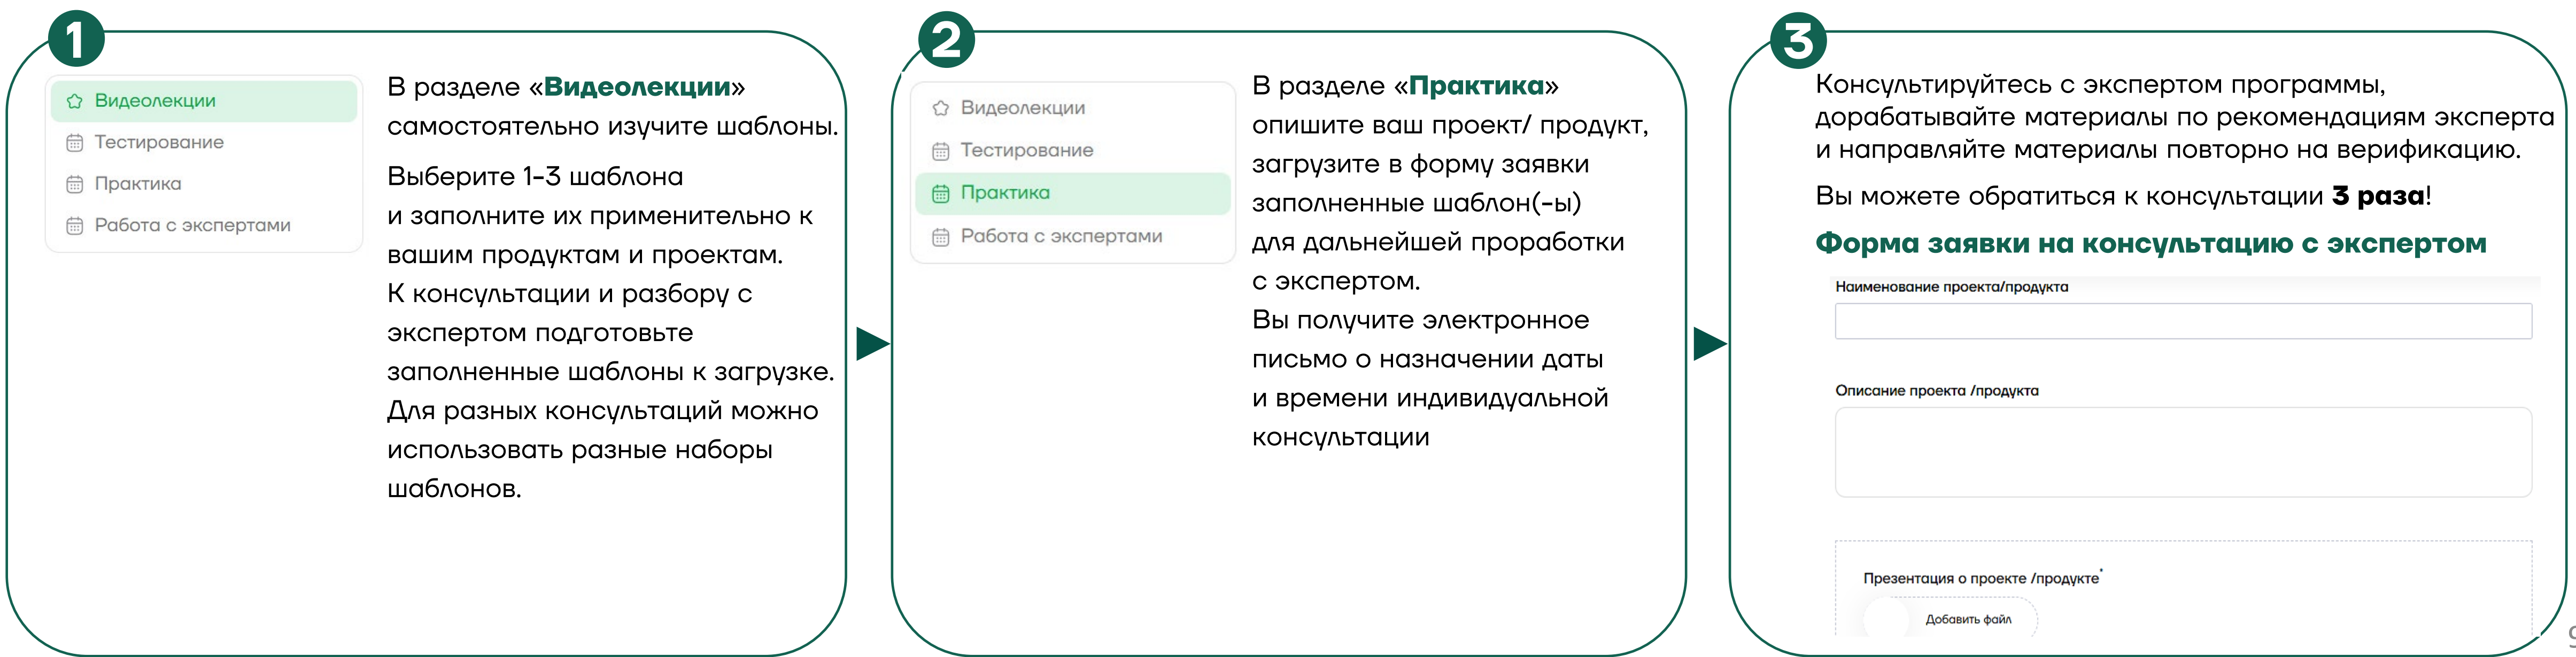 1
Видеолекции
Тестирование
Практика
Работа с экспертами
В разделе «Видеолекции»
самостоятельно изучите шаблоны.
Выберите 1-3 шаблона
и заполните их применительно к
вашим продуктам и проектам.
К консультации и разбору с
экспертом подготовьте
заполненные шаблоны к загрузке.
Для разных консультаций можно
использовать разные наборы
шаблонов.
2
Видеолекции
Тестирование
Практика
Работа с экспертами
В разделе «Практика»
опишите ваш проект/ продукт,
загрузите в форму заявки
заполненные шаблон(-ы)
для дальнейшей проработки
с экспертом.
Вы получите электронное
письмо о назначении даты
и времени индивидуальной
консультации
3
Консультируйтесь с экспертом программы,
дорабатывайте материалы по рекомендациям эксперта
и направляйте материалы повторно на верификацию.
Вы можете обратиться к консультации 3 раза!
Форма заявки на консультацию с экспертом
Наименование проекта/продукта
Описание проекта /продукта
Презентация о проекте /продукте*
Добавить файл